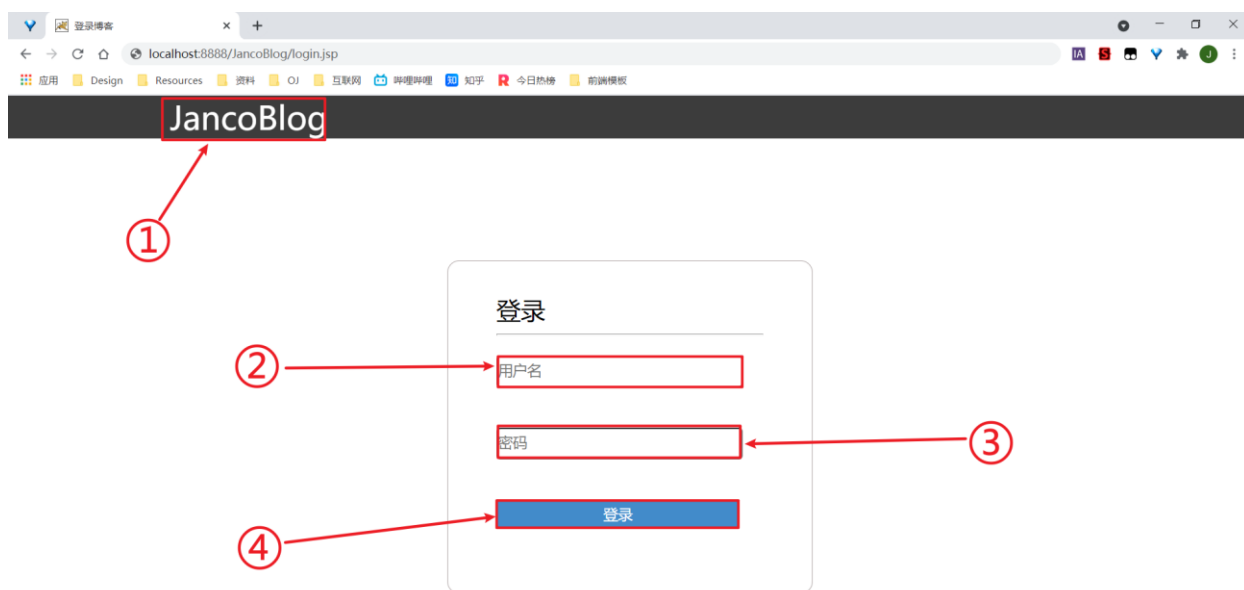 登录博客
localhost:8888/JancoBlog/login.jsp
IA S J
应用 Design Resources 资料 OJ 互联网 哔哩哔哩 知 知乎 R 今日热榜 前端模板
JancoBlog
①
登录
② 用户名
密码 ③
登录
④